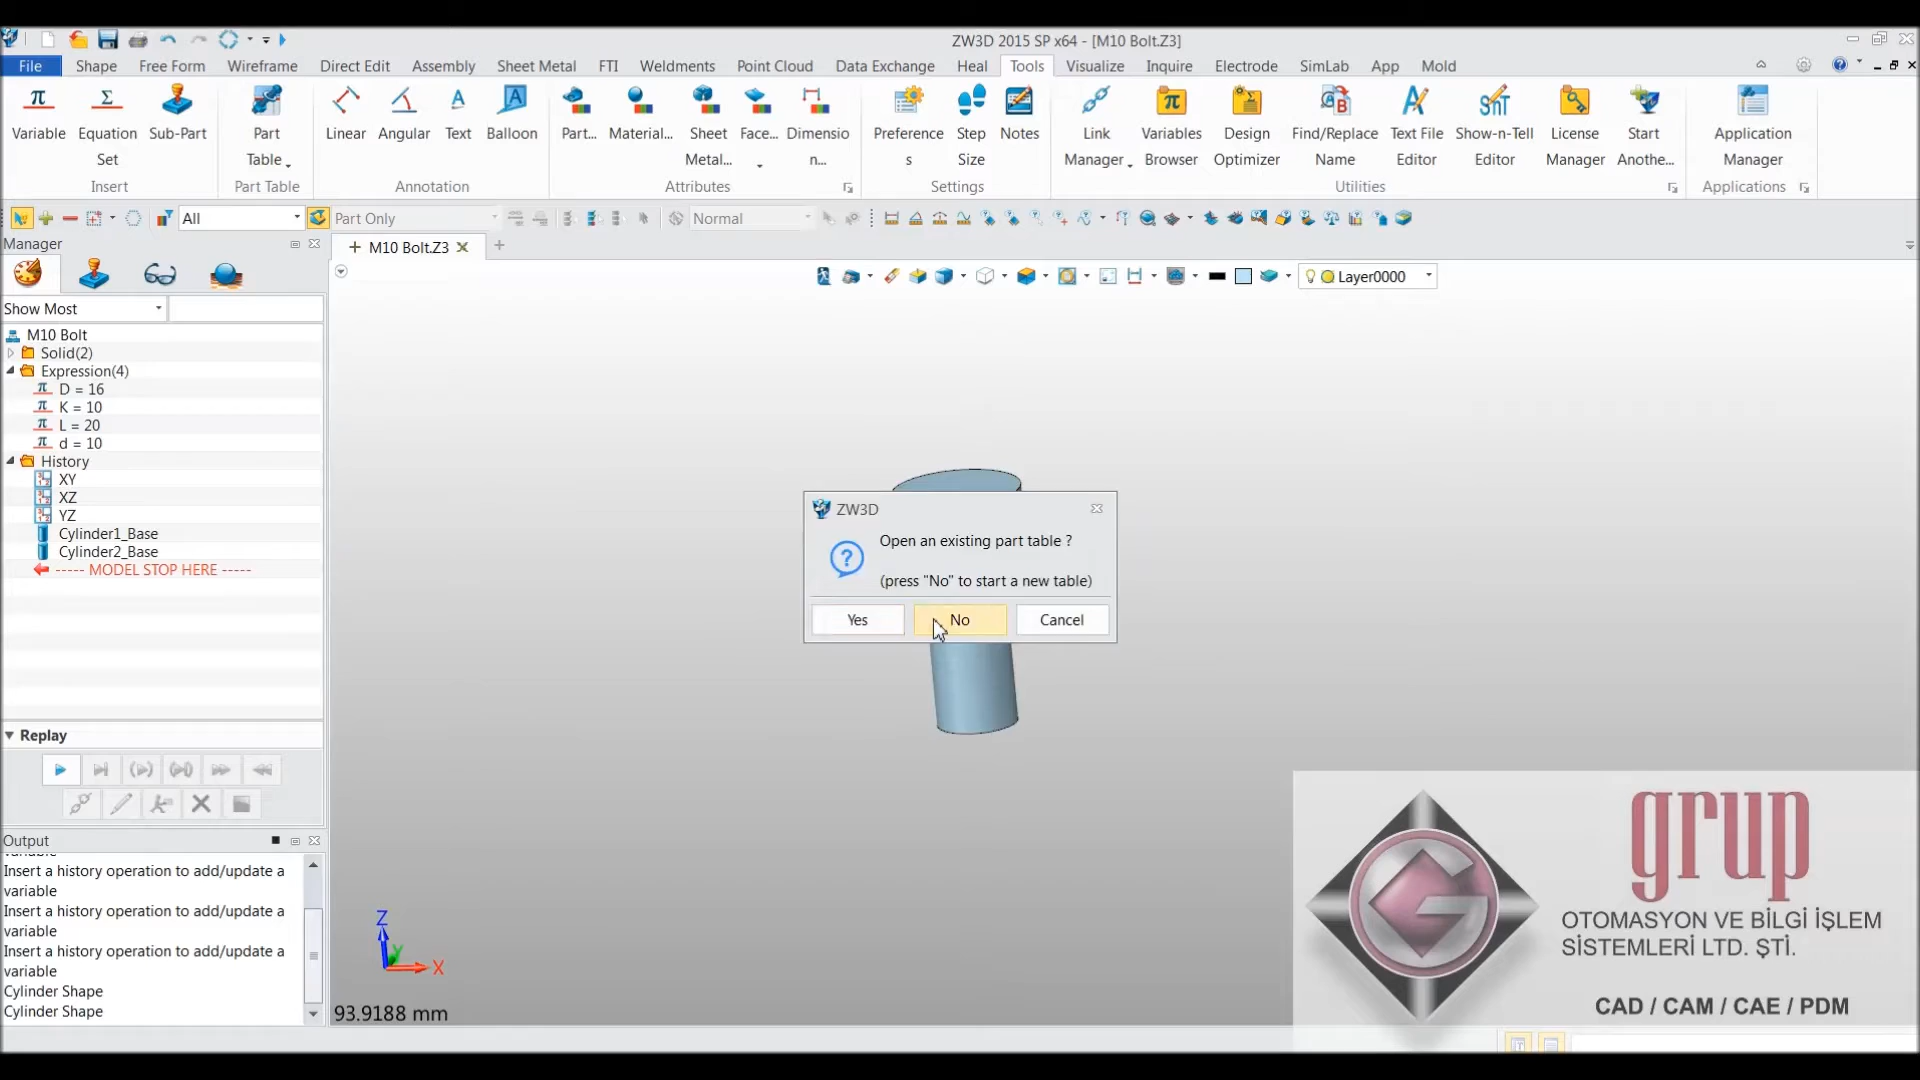 ZW3D 2015 SP x64 - [M10 Bolt.Z3]
File Shape Free Form Wireframe Direct Edit Assembly Sheet Metal FTI Weldments Point Cloud Data Exchange Heal Tools Visualize Inquire Electrode SimLab App Mold
Variable Equation Set Sub-Part
Insert
Part Table
Part Table
Linear Angular Text Balloon
Annotation
Part... Material... Sheet Metal... Face... Dimension...
Attributes
Preferences Step Size Notes
Settings
Link Manager Variables Browser Design Optimizer Find/Replace Name Text File Editor Show-n-Tell Editor License Manager Start Anothe...
Utilities
Application Manager
Applications
All
Part Only
Normal
Manager
M10 Bolt.Z3
Layer0000
Show Most
M10 Bolt
Solid(2)
Expression(4)
D = 16
K = 10
L = 20
d = 10
History
XY
XZ
YZ
Cylinder1_Base
Cylinder2_Base
----- MODEL STOP HERE -----
ZW3D
Open an existing part table ?
(press "No" to start a new table)
Yes No Cancel
Replay
Output
variable
Insert a history operation to add/update a
variable
Insert a history operation to add/update a
variable
Insert a history operation to add/update a
variable
Cylinder Shape
Cylinder Shape
Z
Y
X
93.9188 mm
grup
OTOMASYON VE BİLGİ İŞLEM
SİSTEMLERİ LTD. ŞTİ.
CAD / CAM / CAE / PDM